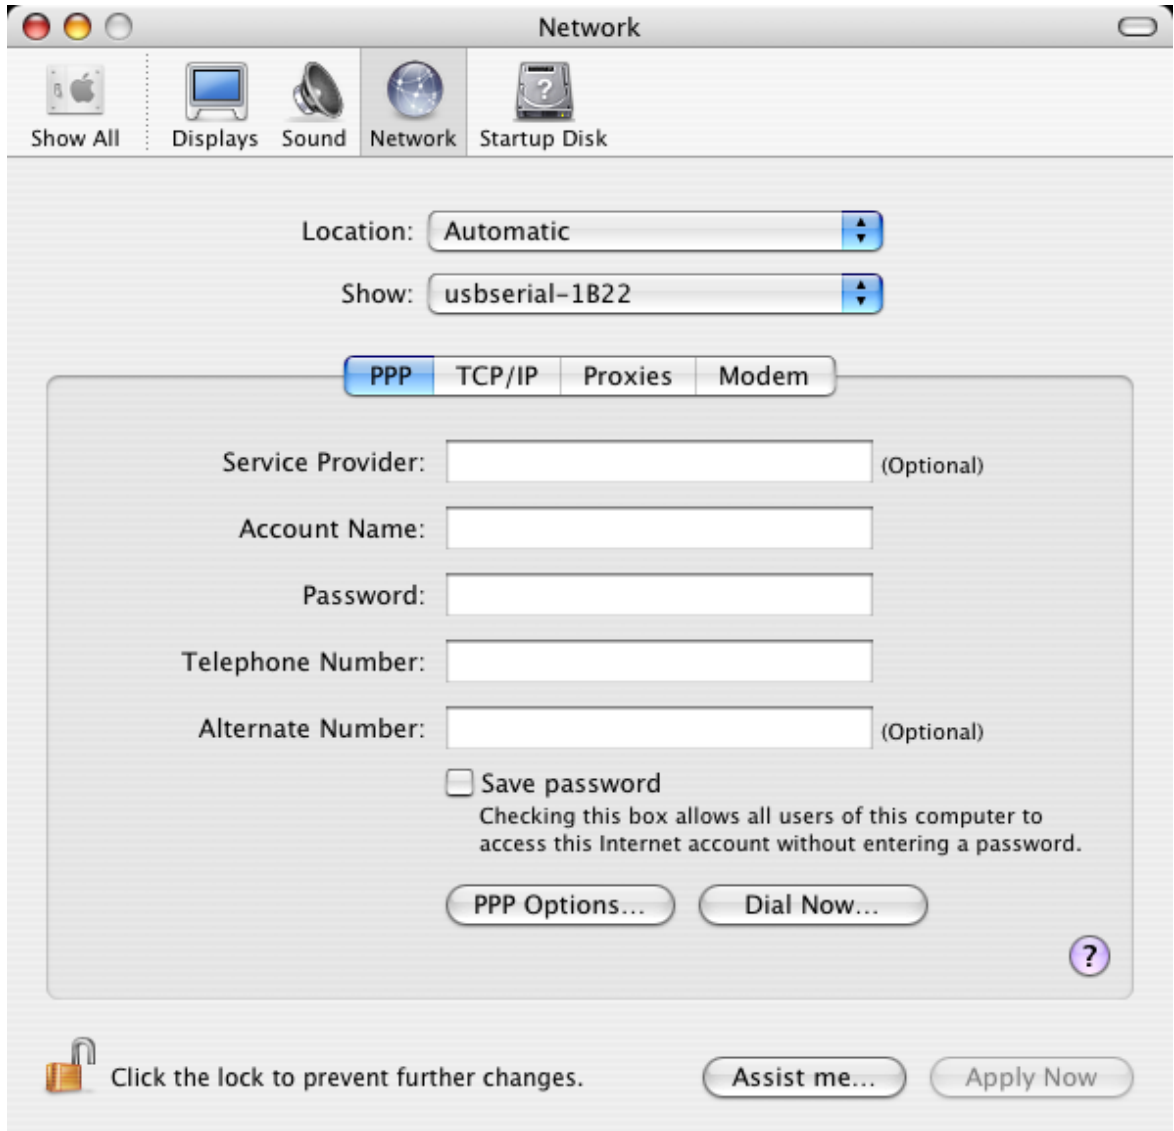 Network
Show All
Displays
Sound
Network
Startup Disk
Location: Automatic
Show: usbserial-1B22
PPP
TCP/IP
Proxies
Modem
Service Provider: (Optional)
Account Name:
Password:
Telephone Number:
Alternate Number: (Optional)
Save password
Checking this box allows all users of this computer to
access this Internet account without entering a password.
PPP Options...
Dial Now...
?
Click the lock to prevent further changes.
Assist me...
Apply Now